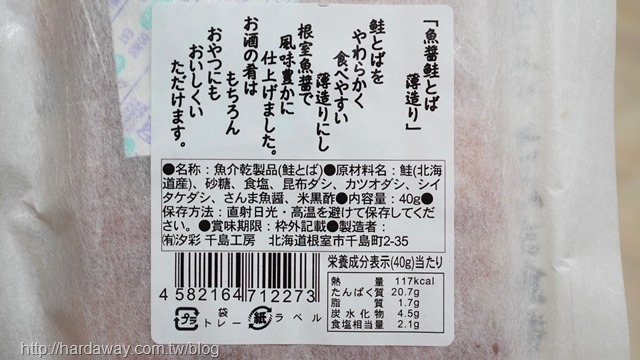 「魚醤鮭とば
薄造り」
鮭とばを
やわらかく
食べやすい
薄造りにし
根室魚醤で
風味豊かに
仕上げました。
お酒の肴は
もちろん
おやつにも
おいしくい
ただけます。
●名称：魚介乾製品(鮭とば)●原材料名：鮭(北海
道産)、砂糖、食塩、昆布ダシ、カツオダシ、シイ
タケダシ、さんま魚醤、米黒酢●内容量：40g●
保存方法：直射日光・高温を避けて保存してくだ
さい。●賞味期限：枠外記載●製造者：
㈲汐彩 千島工房　北海道根室市千島町2-35
栄養成分表示(40g)当たり
熱量 117kcal
たんぱく質 20.7g
脂質 1.7g
炭水化物 4.5g
食塩相当量 2.1g
4 582164 712273
プラ 袋 トレー 紙 ラベル
http://hardaway.com.tw/blog